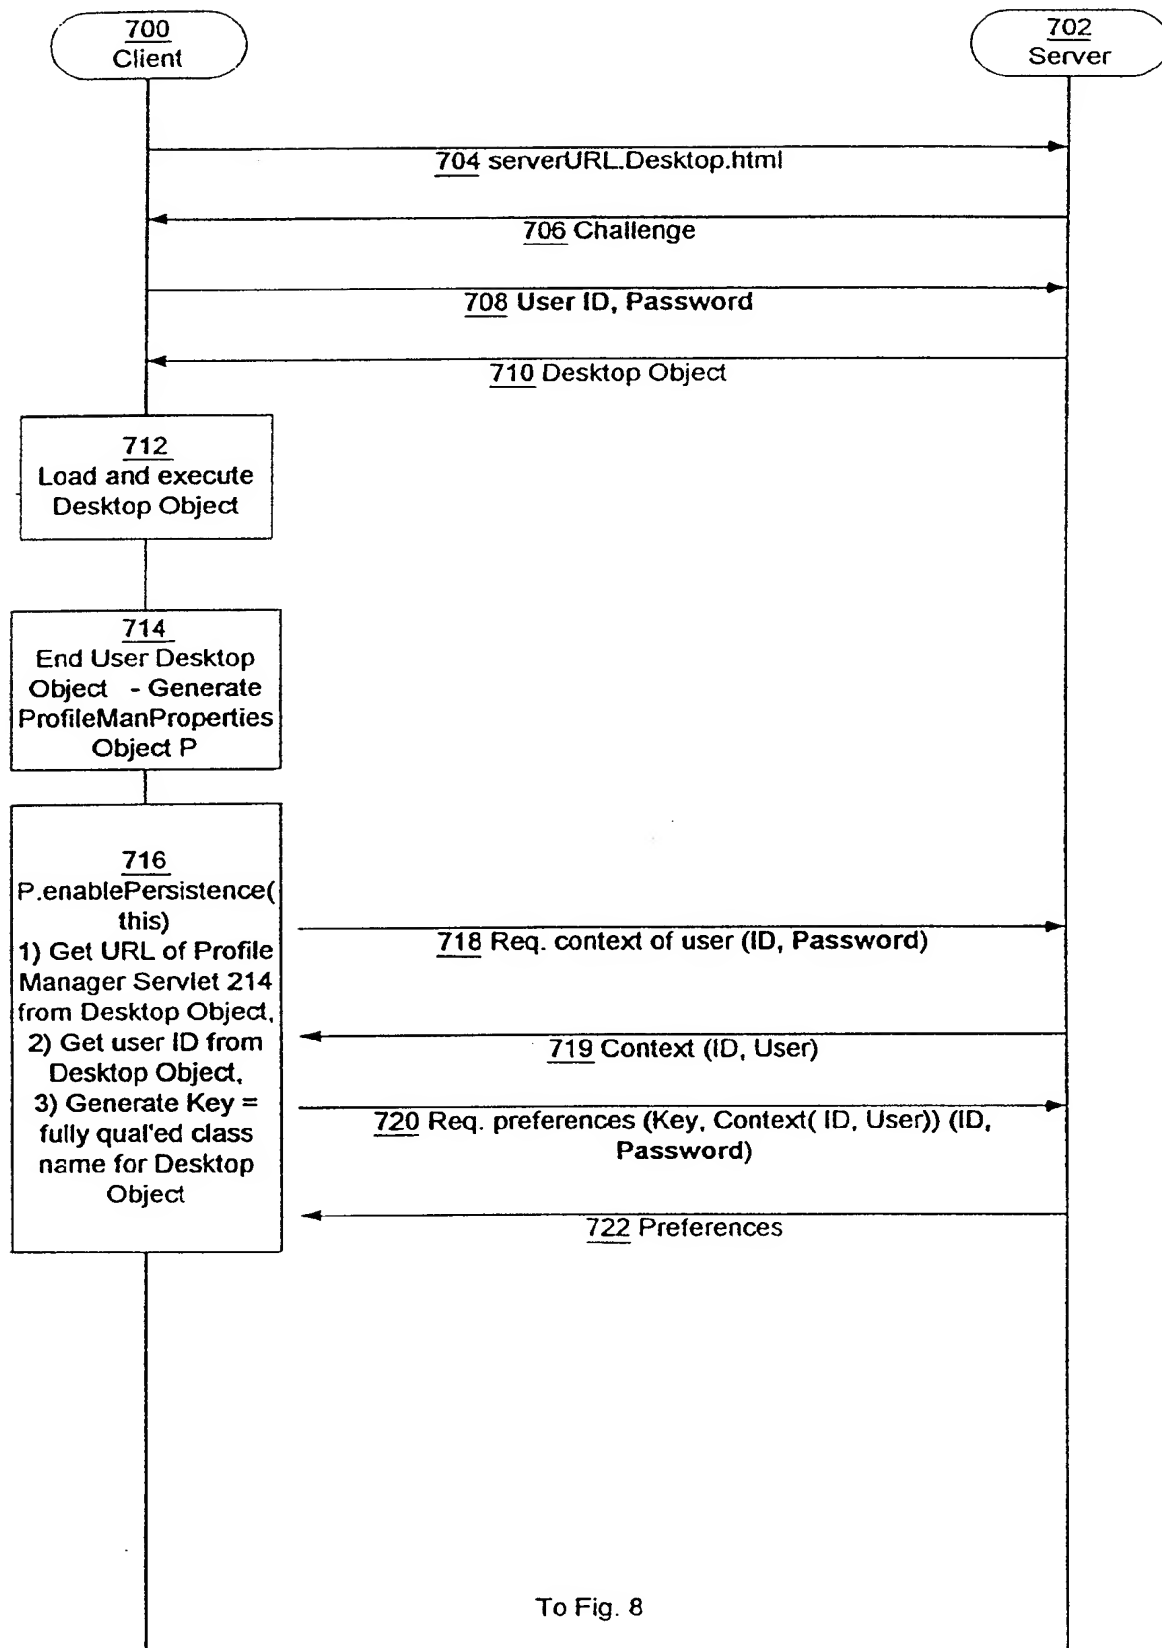 700
Client
702
Server
704 serverURL.Desktop.html
706 Challenge
708 User ID, Password
710 Desktop Object
712
Load and execute
Desktop Object
714
End User Desktop
Object - Generate
ProfileManProperties
Object P
716
P.enablePersistence(
this)
1) Get URL of Profile
Manager Servlet 214
from Desktop Object,
2) Get user ID from
Desktop Object,
3) Generate Key =
fully qual'ed class
name for Desktop
Object
718 Req. context of user (ID, Password)
719 Context (ID, User)
720 Req. preferences (Key, Context( ID, User)) (ID,
Password)
722 Preferences
To Fig. 8